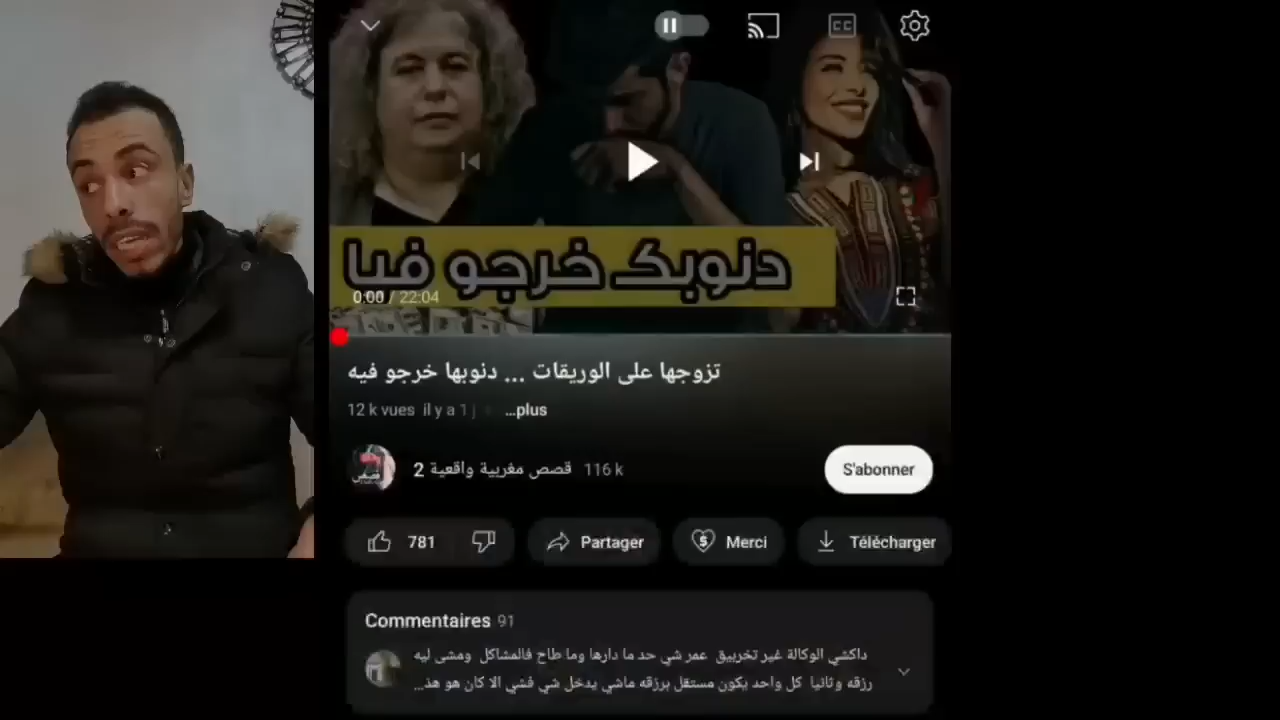 دنوبك خرجو فيا
0:00 / 22:04
تزوجها على الوريقات ... دنوبها خرجو فيه
12 k vues il y a 1 j ...plus
قصص مغربية واقعية 2 116 k
S'abonner
781 Partager Merci Télécharger
Commentaires 91
داكشي الوكالة غير تخربيق عمر شي حد ما دارها وما طاح فالمشاكل ومشى ليه
رزقه وثانيا كل واحد يكون مستقل برزقه ماشي يدخل شي فشي الا كان هو هذ...